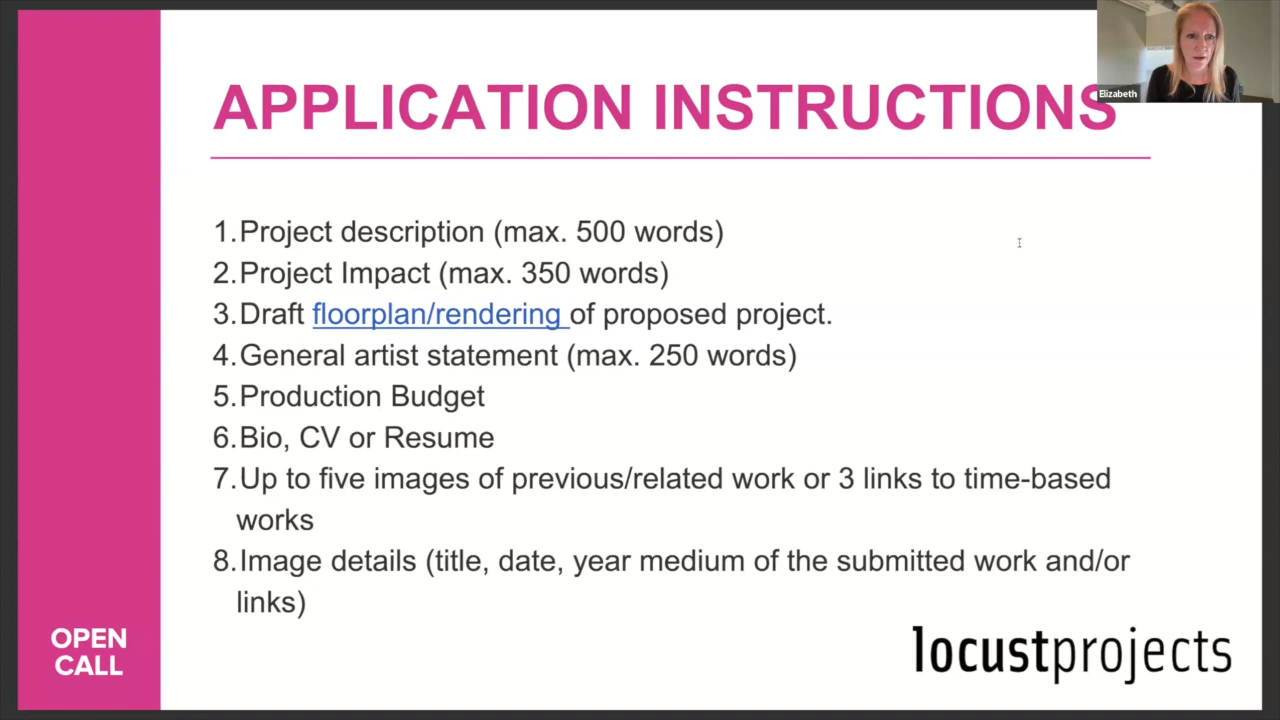 APPLICATION INSTRUCTIONS
Elizabeth
1.Project description (max. 500 words)
2.Project Impact (max. 350 words)
3.Draft floorplan/rendering of proposed project.
4.General artist statement (max. 250 words)
5.Production Budget
6.Bio, CV or Resume
7.Up to five images of previous/related work or 3 links to time-based
works
8.Image details (title, date, year medium of the submitted work and/or
links)
OPEN
CALL
locustprojects